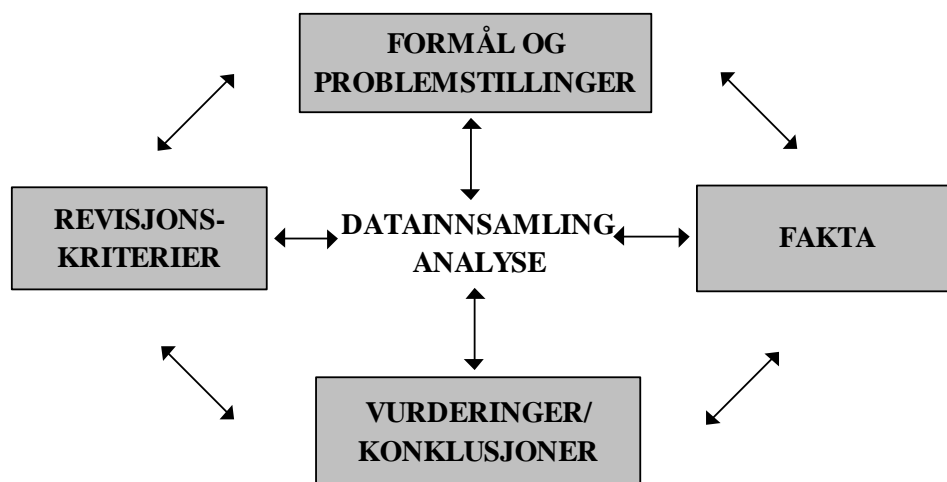 FORMÅL OG
PROBLEMSTILLINGER
REVISJONS-
KRITERIER
DATAINNSAMLING
ANALYSE
FAKTA
VURDERINGER/
KONKLUSJONER